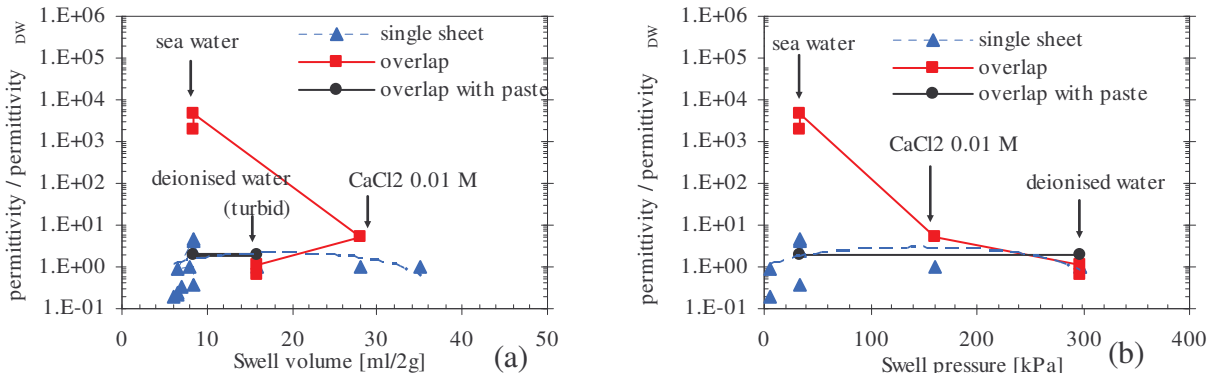 permittivity / permittivity DW
1.E+06
1.E+05
1.E+04
1.E+03
1.E+02
1.E+01
1.E+00
1.E-01
sea water
single sheet
overlap
overlap with paste
deionised water
(turbid)
CaCl2 0.01 M
0
10
20
30
40
50
Swell volume [ml/2g]
(a)
permittivity / permittivity DW
1.E+06
1.E+05
1.E+04
1.E+03
1.E+02
1.E+01
1.E+00
1.E-01
sea water
single sheet
overlap
overlap with paste
CaCl2 0.01 M
deionised water
0
100
200
300
400
Swell pressure [kPa]
(b)